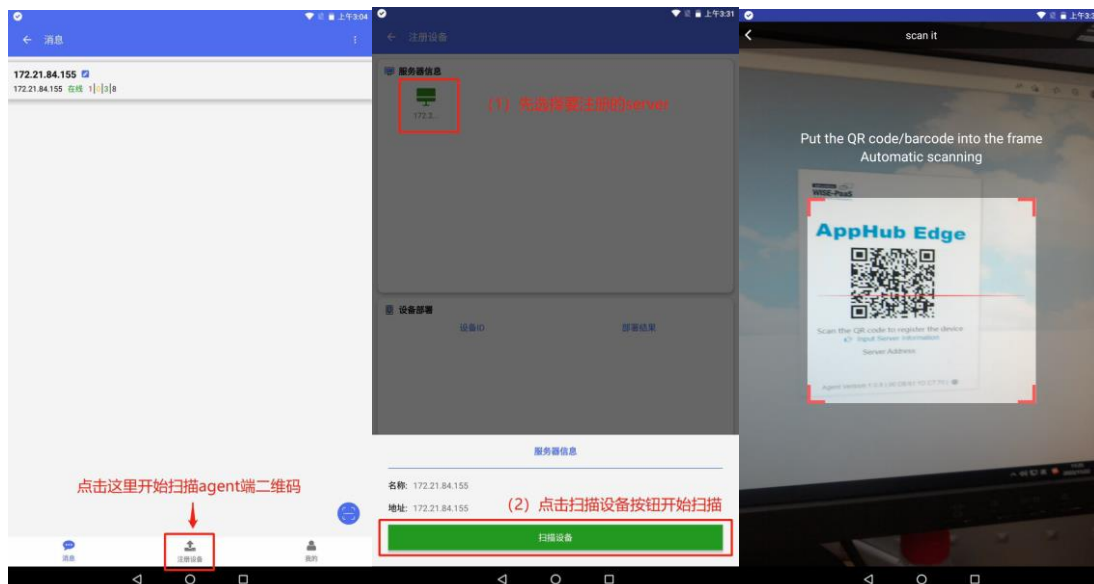 上午3:04
消息
172.21.84.155
172.21.84.155 在线 1|0|3|8
点击这里开始扫描agent端二维码
消息
注册设备
我的
上午3:31
注册设备
服务器信息
172.2...
(1) 先选择要注册的server
设备部署
设备ID 部署结果
服务器信息
名称: 172.21.84.155
地址: 172.21.84.155
(2) 点击扫描设备按钮开始扫描
扫描设备
上午3:3
scan it
Put the QR code/barcode into the frame
Automatic scanning
WISE-PaaS
AppHub Edge
Scan the QR code to register the device
Input Server Information
Server Address: